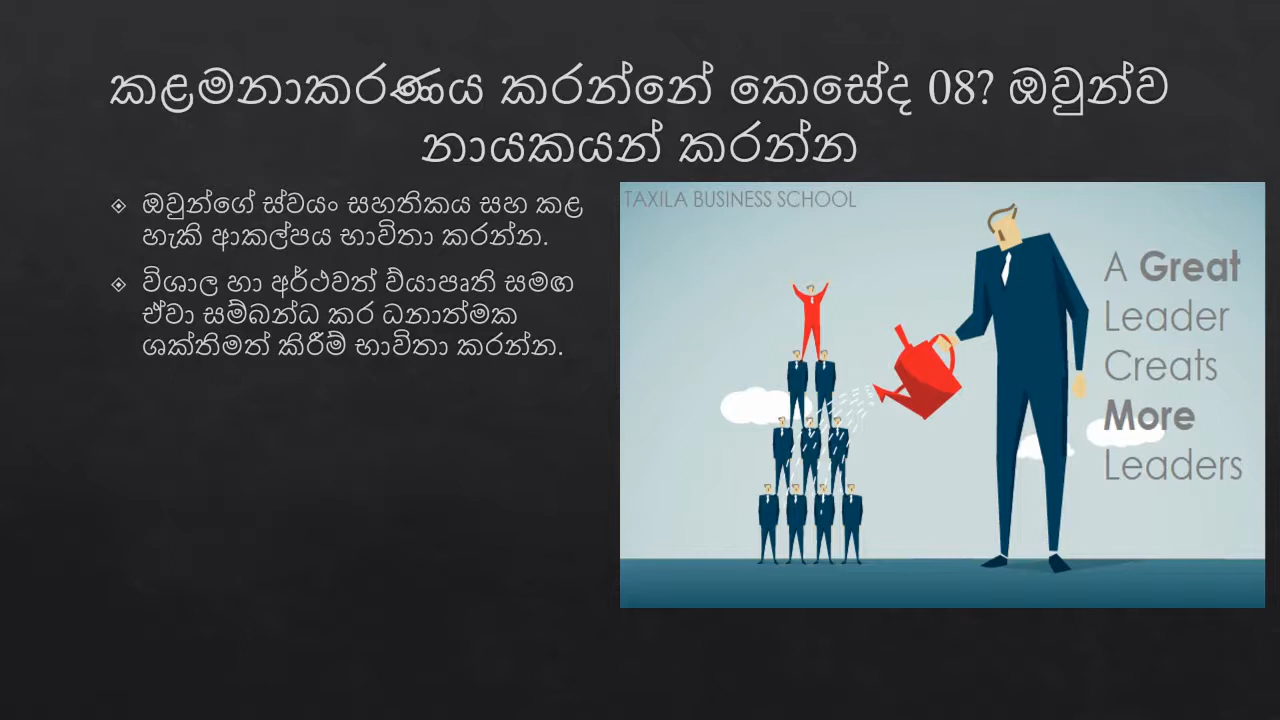 කළමනාකරණය කරන්නේ කෙසේද 08? ඔවුන්ව
නායකයන් කරන්න
ඔවුන්ගේ ස්වයං සහතිකය සහ කළ
හැකි ආකල්පය භාවිතා කරන්න.
විශාල හා අර්ථවත් ව්‍යාපෘති සමඟ
ඒවා සම්බන්ධ කර ධනාත්මක
ශක්තිමත් කිරීම් භාවිතා කරන්න.
TAXILA BUSINESS SCHOOL
A Great
Leader
Creats
More
Leaders